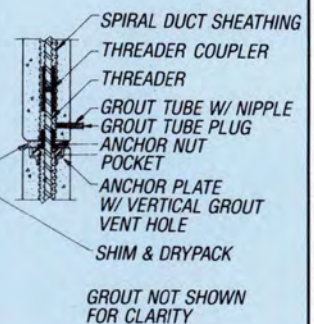 SPIRAL DUCT SHEATHING
THREADER COUPLER
THREADER
GROUT TUBE W/ NIPPLE
GROUT TUBE PLUG
ANCHOR NUT
POCKET
ANCHOR PLATE
W/ VERTICAL GROUT
VENT HOLE
SHIM & DRYPACK
GROUT NOT SHOWN
FOR CLARITY